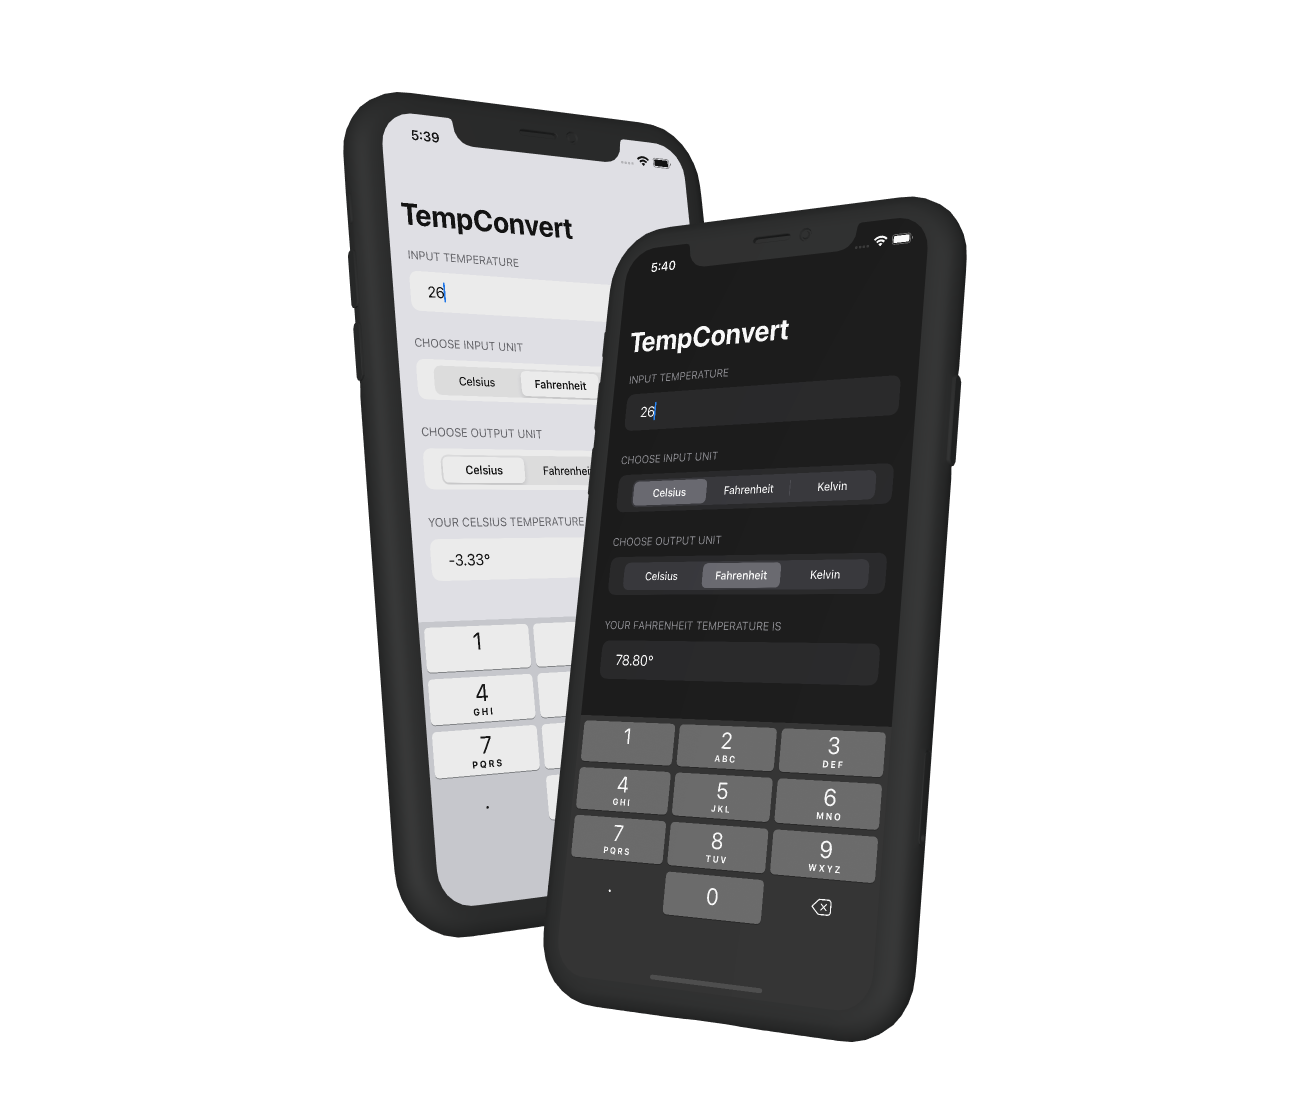 5:39
TempConvert
INPUT TEMPERATURE
26
CHOOSE INPUT UNIT
Celsius Fahrenheit
CHOOSE OUTPUT UNIT
Celsius Fahrenhei
YOUR CELSIUS TEMPERATURE
-3.33°
1
4
GHI
7
PQRS
.
5:40
TempConvert
INPUT TEMPERATURE
26
CHOOSE INPUT UNIT
Celsius Fahrenheit Kelvin
CHOOSE OUTPUT UNIT
Celsius Fahrenheit Kelvin
YOUR FAHRENHEIT TEMPERATURE IS
78.80°
1 2 3
ABC DEF
4 5 6
GHI JKL MNO
7 8 9
PQRS TUV WXYZ
. 0